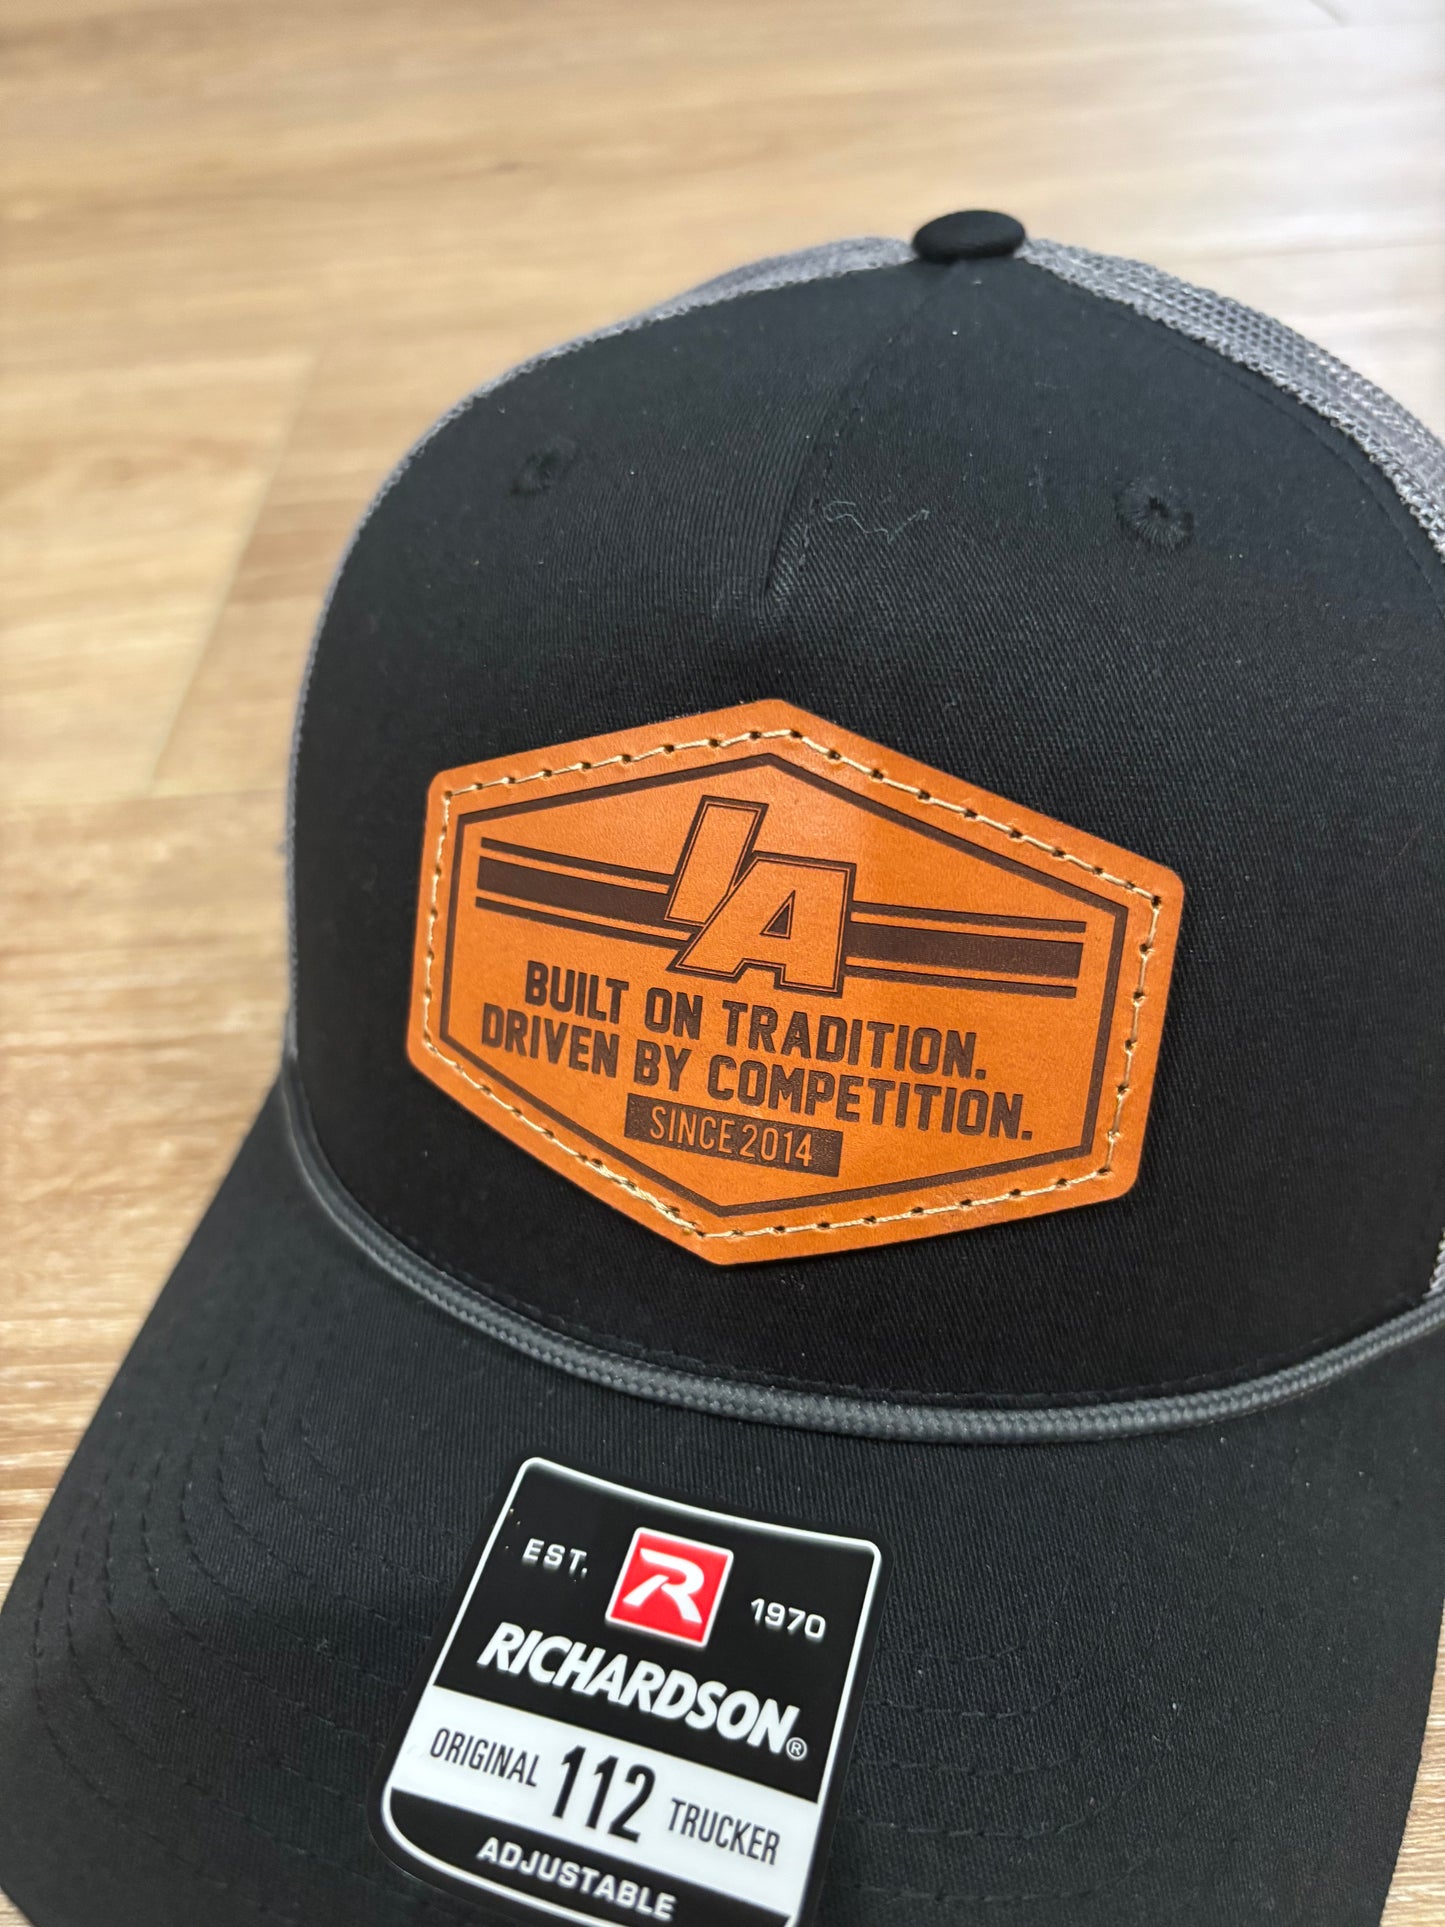 IA
BUILT ON TRADITION.
DRIVEN BY COMPETITION.
SINCE 2014
EST. R 1970
RICHARDSON®
ORIGINAL 112 TRUCKER
ADJUSTABLE